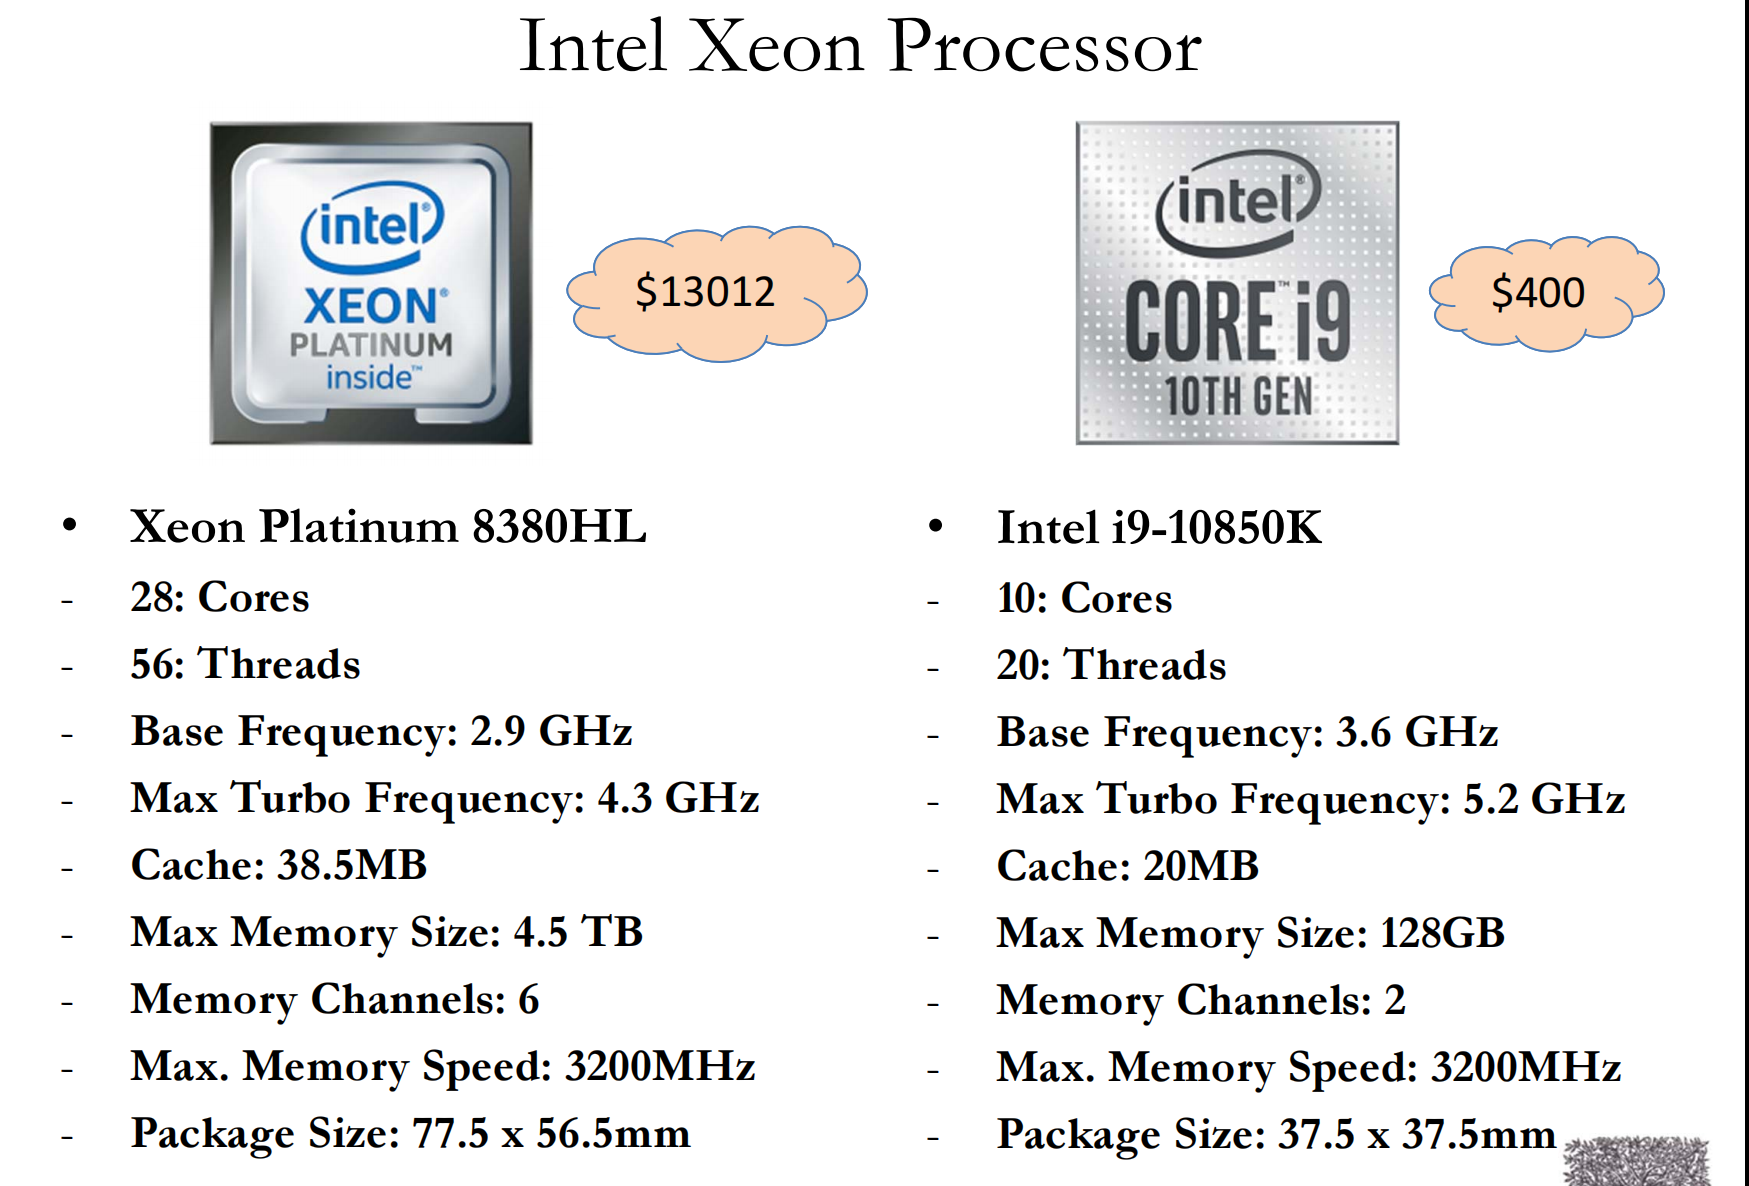 Intel Xeon Processor
intel®
XEON®
PLATINUM
inside™
$13012
intel®
CORE™ i9
10TH GEN
$400
• Xeon Platinum 8380HL
- 28: Cores
- 56: Threads
- Base Frequency: 2.9 GHz
- Max Turbo Frequency: 4.3 GHz
- Cache: 38.5MB
- Max Memory Size: 4.5 TB
- Memory Channels: 6
- Max. Memory Speed: 3200MHz
- Package Size: 77.5 x 56.5mm
• Intel i9-10850K
- 10: Cores
- 20: Threads
- Base Frequency: 3.6 GHz
- Max Turbo Frequency: 5.2 GHz
- Cache: 20MB
- Max Memory Size: 128GB
- Memory Channels: 2
- Max. Memory Speed: 3200MHz
- Package Size: 37.5 x 37.5mm